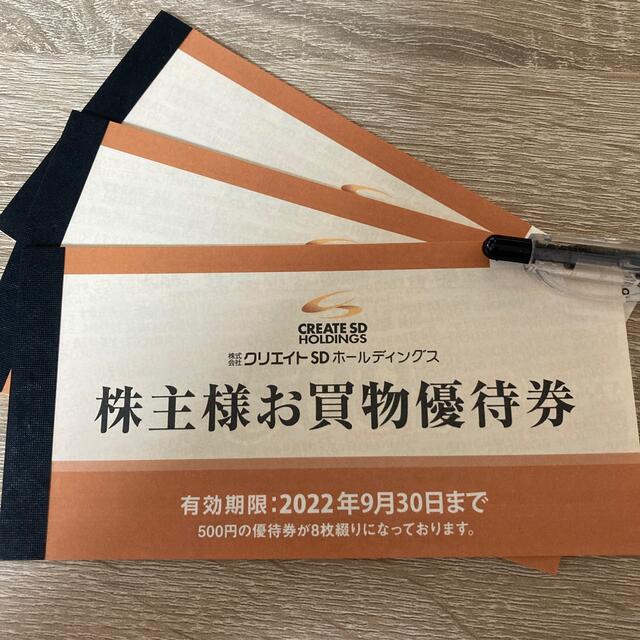 CREATE SD
HOLDINGS
株式会社クリエイトSDホールディングス
株主様お買物優待券
有効期限：2022年9月30日まで
500円の優待券が8枚綴りになっております。